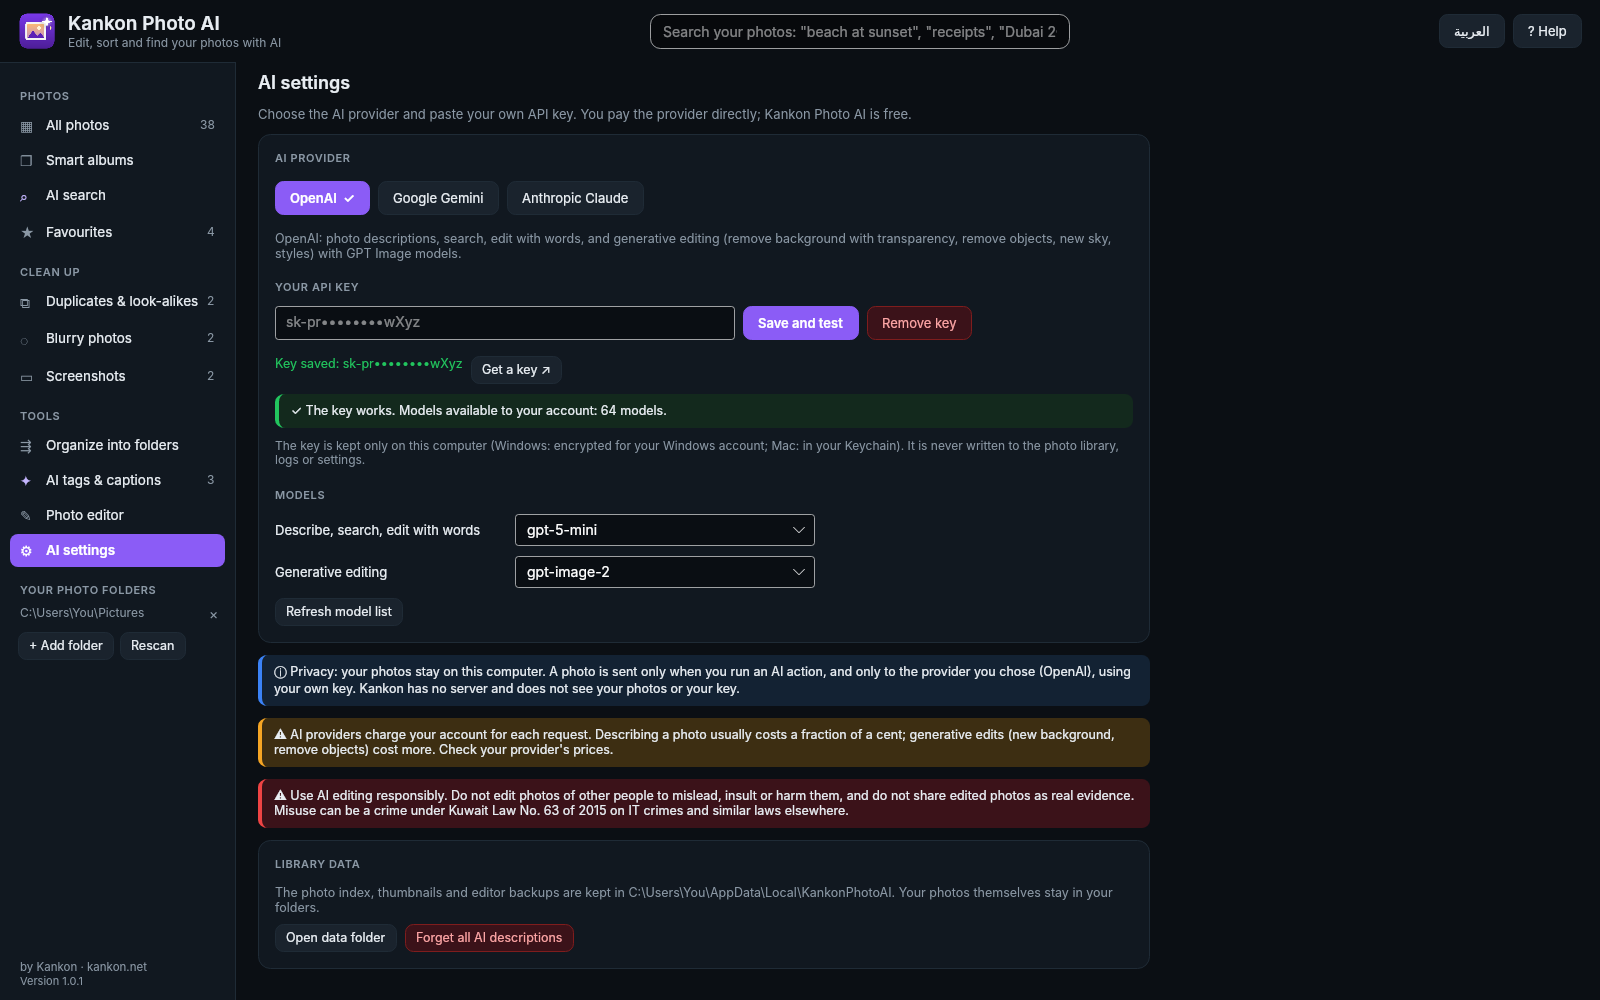 Kankon Photo AI
Edit, sort and find your photos with AI
Search your photos: "beach at sunset", "receipts", "Dubai 2
العربية
? Help
PHOTOS
All photos 38
Smart albums
AI search
Favourites 4
CLEAN UP
Duplicates & look-alikes 2
Blurry photos 2
Screenshots 2
TOOLS
Organize into folders
AI tags & captions 3
Photo editor
AI settings
YOUR PHOTO FOLDERS
C:\Users\You\Pictures ×
+ Add folder Rescan
by Kankon · kankon.net
Version 1.0.1
AI settings
Choose the AI provider and paste your own API key. You pay the provider directly; Kankon Photo AI is free.
AI PROVIDER
OpenAI ✓ Google Gemini Anthropic Claude
OpenAI: photo descriptions, search, edit with words, and generative editing (remove background with transparency, remove objects, new sky,
styles) with GPT Image models.
YOUR API KEY
sk-pr••••••••wXyz Save and test Remove key
Key saved: sk-pr••••••••wXyz Get a key ↗
✓ The key works. Models available to your account: 64 models.
The key is kept only on this computer (Windows: encrypted for your Windows account; Mac: in your Keychain). It is never written to the photo library,
logs or settings.
MODELS
Describe, search, edit with words gpt-5-mini
Generative editing gpt-image-2
Refresh model list
ⓘ Privacy: your photos stay on this computer. A photo is sent only when you run an AI action, and only to the provider you chose (OpenAI), using
your own key. Kankon has no server and does not see your photos or your key.
⚠ AI providers charge your account for each request. Describing a photo usually costs a fraction of a cent; generative edits (new background,
remove objects) cost more. Check your provider's prices.
⚠ Use AI editing responsibly. Do not edit photos of other people to mislead, insult or harm them, and do not share edited photos as real evidence.
Misuse can be a crime under Kuwait Law No. 63 of 2015 on IT crimes and similar laws elsewhere.
LIBRARY DATA
The photo index, thumbnails and editor backups are kept in C:\Users\You\AppData\Local\KankonPhotoAI. Your photos themselves stay in your
folders.
Open data folder Forget all AI descriptions